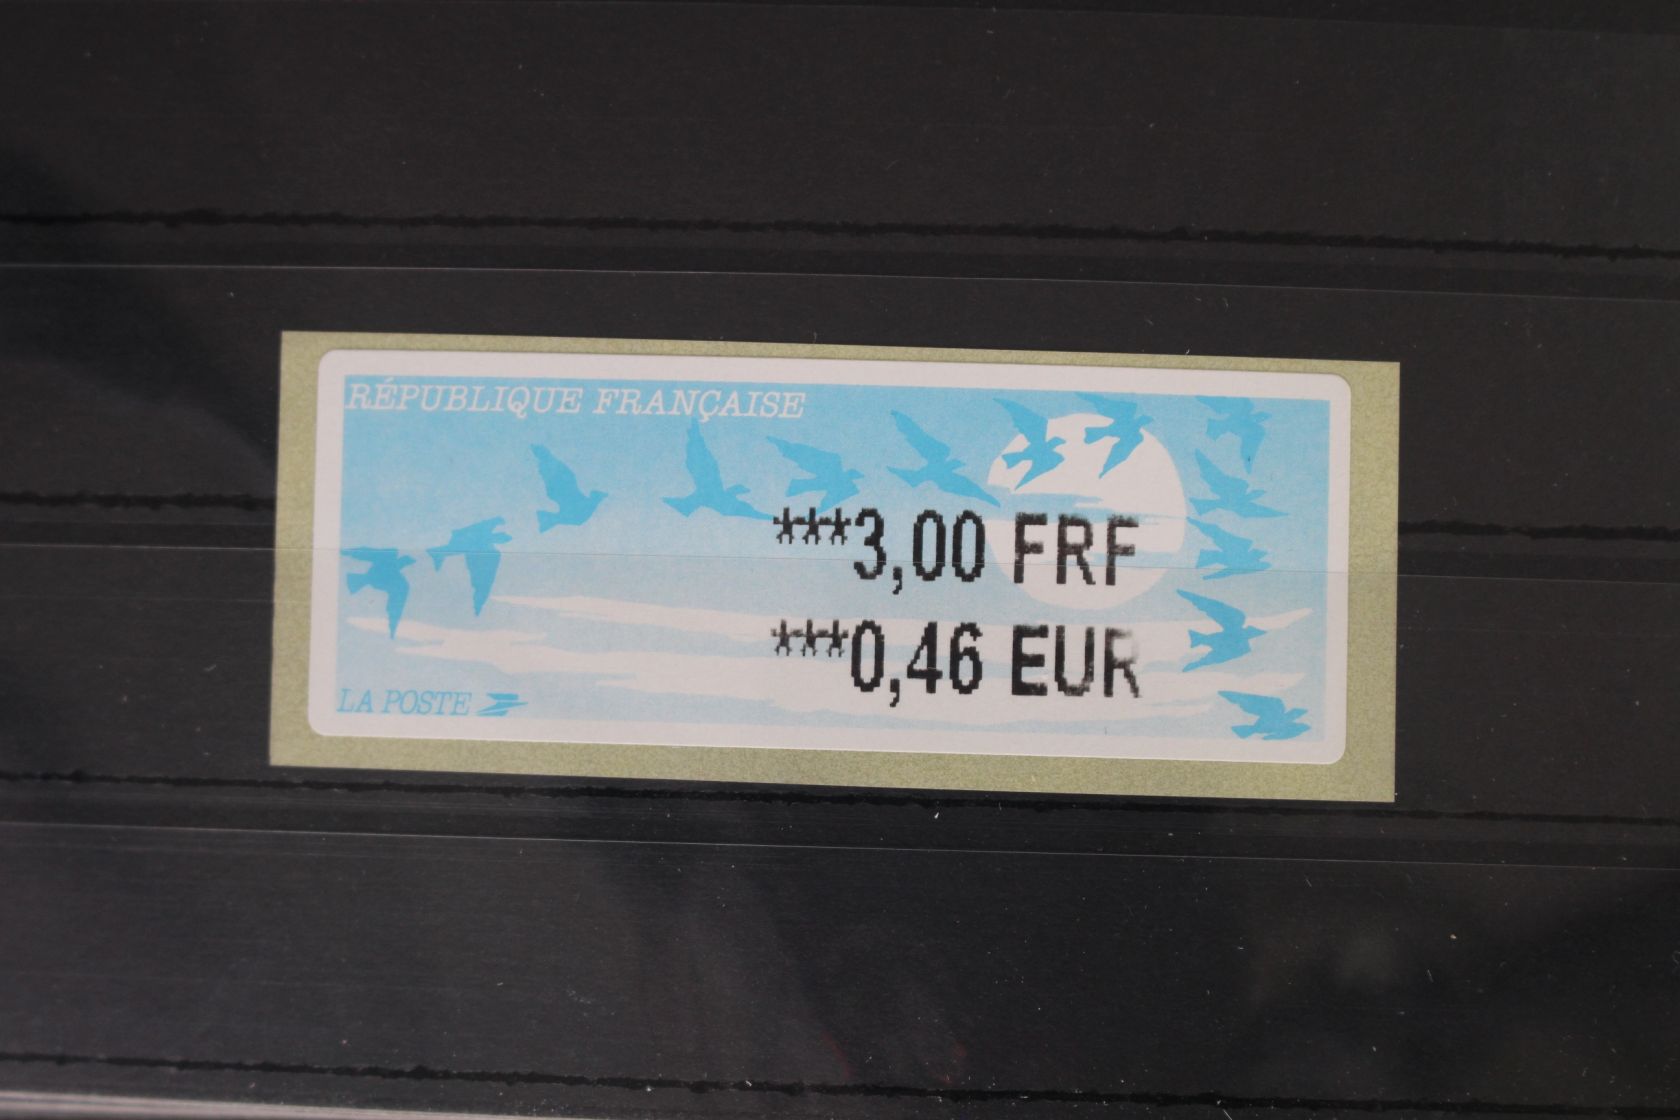 RÉPUBLIQUE FRANÇAISE
***3,00 FRF
***0,46 EUR
LA POSTE